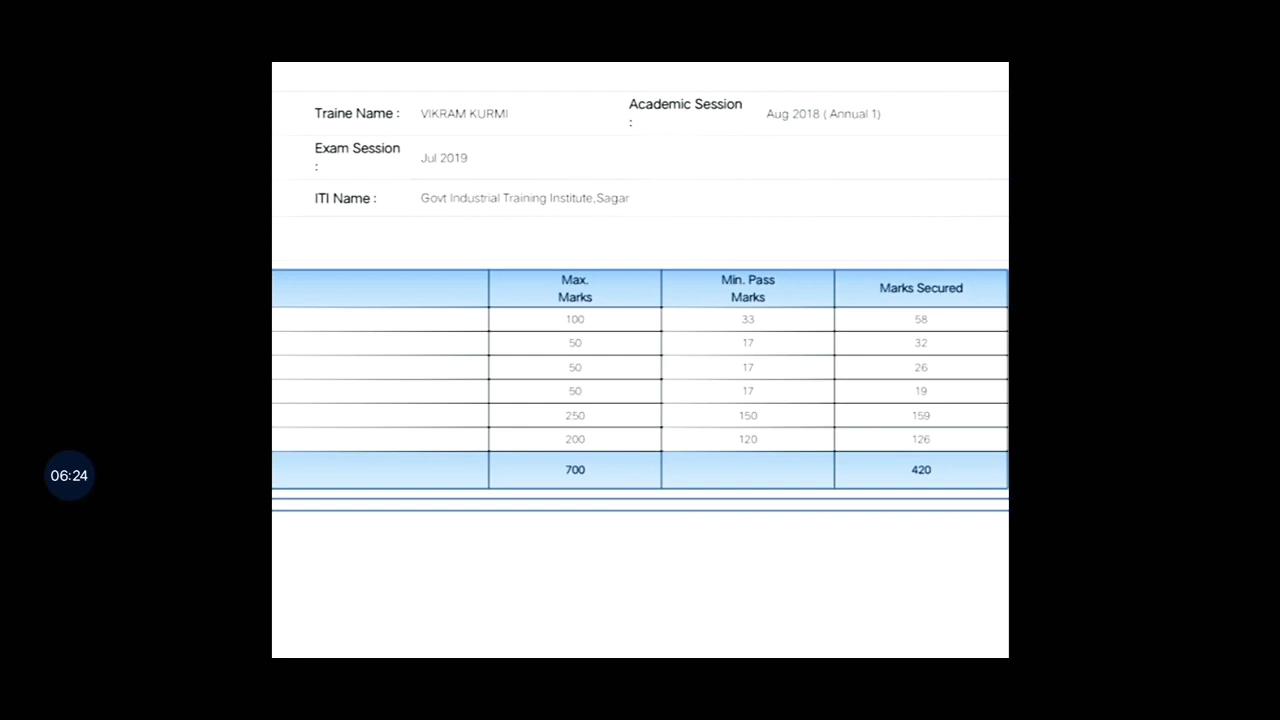 Traine Name : VIKRAM KURMI Academic Session : Aug 2018 ( Annual 1)
Exam Session : Jul 2019
ITI Name : Govt Industrial Training Institute,Sagar
Max. Marks Min. Pass Marks Marks Secured
100 33 58
50 17 32
50 17 26
50 17 19
250 150 159
200 120 126
700 420
06:24